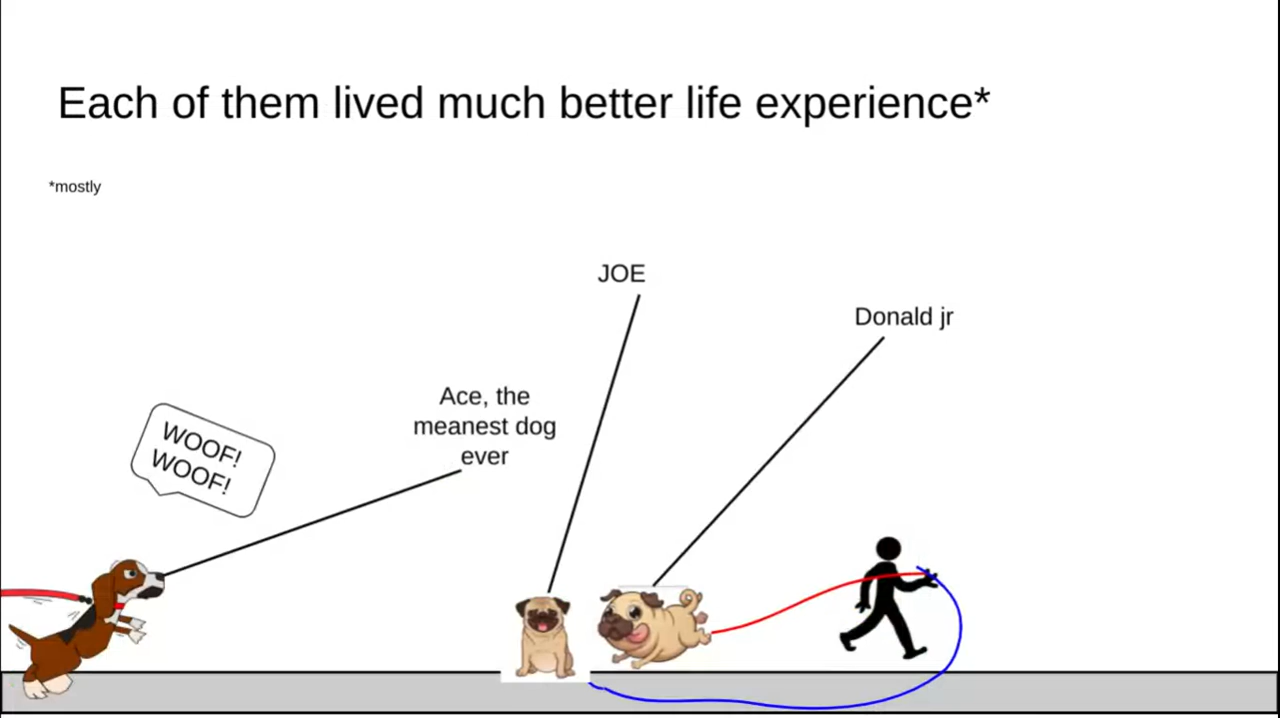 Each of them lived much better life experience*
*mostly
JOE
Donald jr
Ace, the
meanest dog
ever
WOOF!
WOOF!